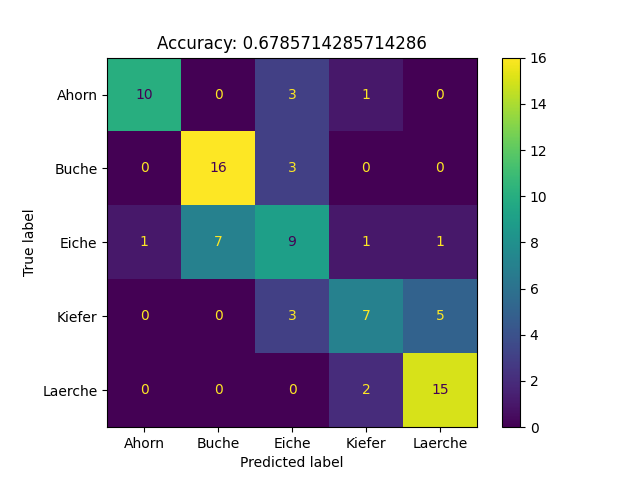 Accuracy: 0.6785714285714286
True label
Ahorn 10 0 3 1 0
Buche 0 16 3 0 0
Eiche 1 7 9 1 1
Kiefer 0 0 3 7 5
Laerche 0 0 0 2 15
Ahorn Buche Eiche Kiefer Laerche
Predicted label
16
14
12
10
8
6
4
2
0